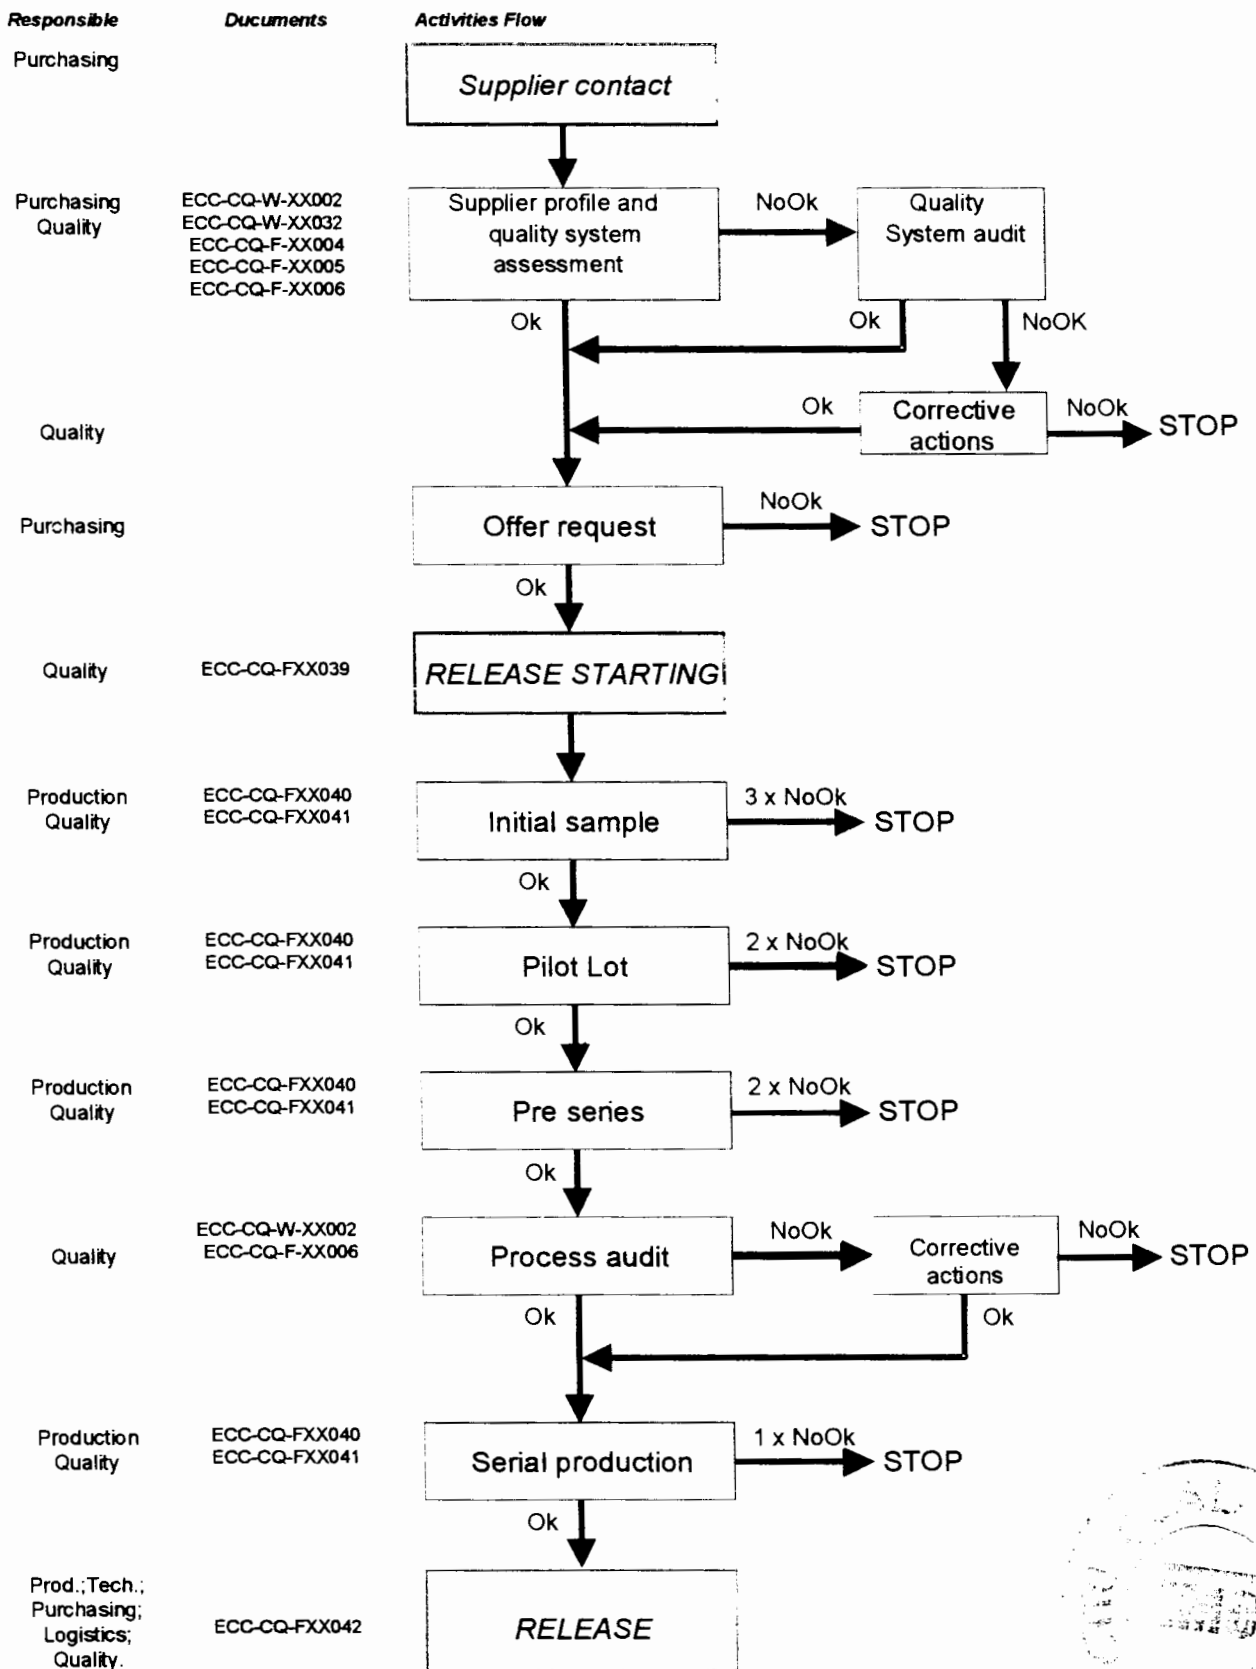 Responsible Ducuments Activities Flow
Purchasing
Supplier contact
Purchasing
Quality
ECC-CQ-W-XX002
ECC-CQ-W-XX032
ECC-CQ-F-XX004
ECC-CQ-F-XX005
ECC-CQ-F-XX006
Supplier profile and
quality system
assessment
NoOk
Quality
System audit
Ok
Ok
NoOK
Quality
Ok
Corrective
actions
NoOk
STOP
Purchasing
Offer request
NoOk
STOP
Ok
Quality
ECC-CQ-FXX039
RELEASE STARTING
Production
Quality
ECC-CQ-FXX040
ECC-CQ-FXX041
Initial sample
3 x NoOk
STOP
Ok
Production
Quality
ECC-CQ-FXX040
ECC-CQ-FXX041
Pilot Lot
2 x NoOk
STOP
Ok
Production
Quality
ECC-CQ-FXX040
ECC-CQ-FXX041
Pre series
2 x NoOk
STOP
Ok
Quality
ECC-CQ-W-XX002
ECC-CQ-F-XX006
Process audit
NoOk
Corrective
actions
NoOk
STOP
Ok
Ok
Production
Quality
ECC-CQ-FXX040
ECC-CQ-FXX041
Serial production
1 x NoOk
STOP
Ok
Prod.;Tech.;
Purchasing;
Logistics;
Quality.
ECC-CQ-FXX042
RELEASE